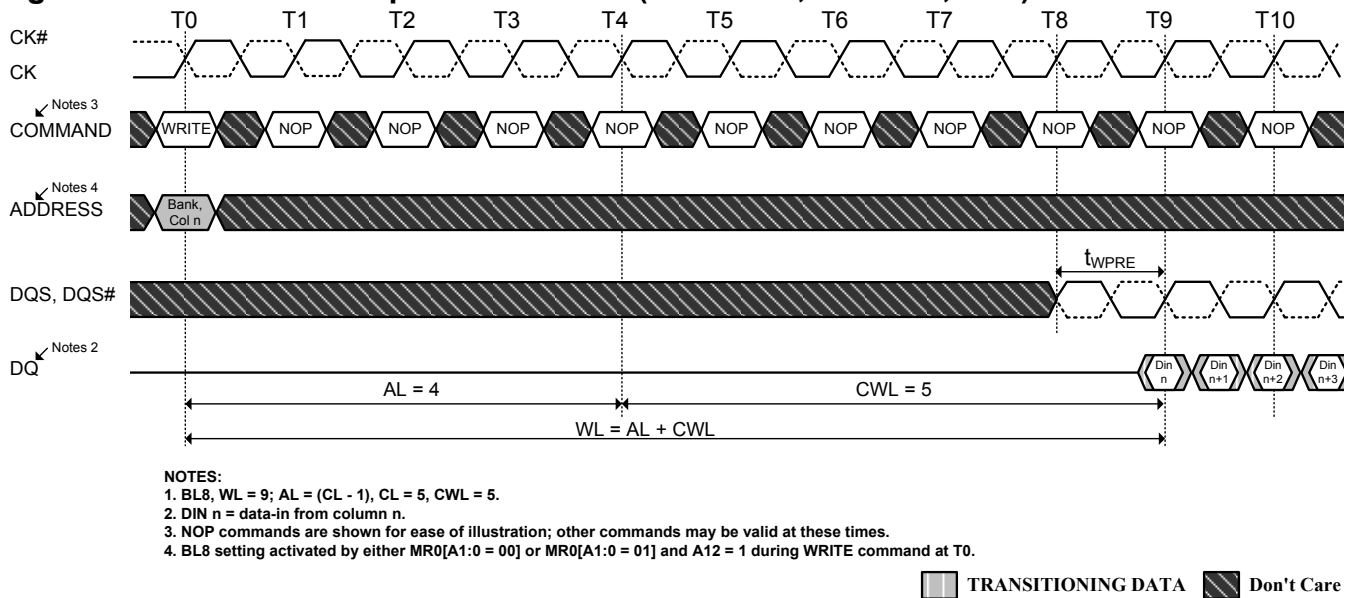 T0 T1 T2 T3 T4 T5 T6 T7 T8 T9 T10
CK#
CK
Notes 3
COMMAND WRITE NOP NOP NOP NOP NOP NOP NOP NOP NOP NOP
Notes 4
ADDRESS
Bank,
Col n
tWPRE
DQS, DQS#
Notes 2
DQ
Din n
Din n+1
Din n+2
Din n+3
AL = 4 CWL = 5
WL = AL + CWL
NOTES:
1. BL8, WL = 9; AL = (CL - 1), CL = 5, CWL = 5.
2. DIN n = data-in from column n.
3. NOP commands are shown for ease of illustration; other commands may be valid at these times.
4. BL8 setting activated by either MR0[A1:0 = 00] or MR0[A1:0 = 01] and A12 = 1 during WRITE command at T0.
TRANSITIONING DATA Don't Care